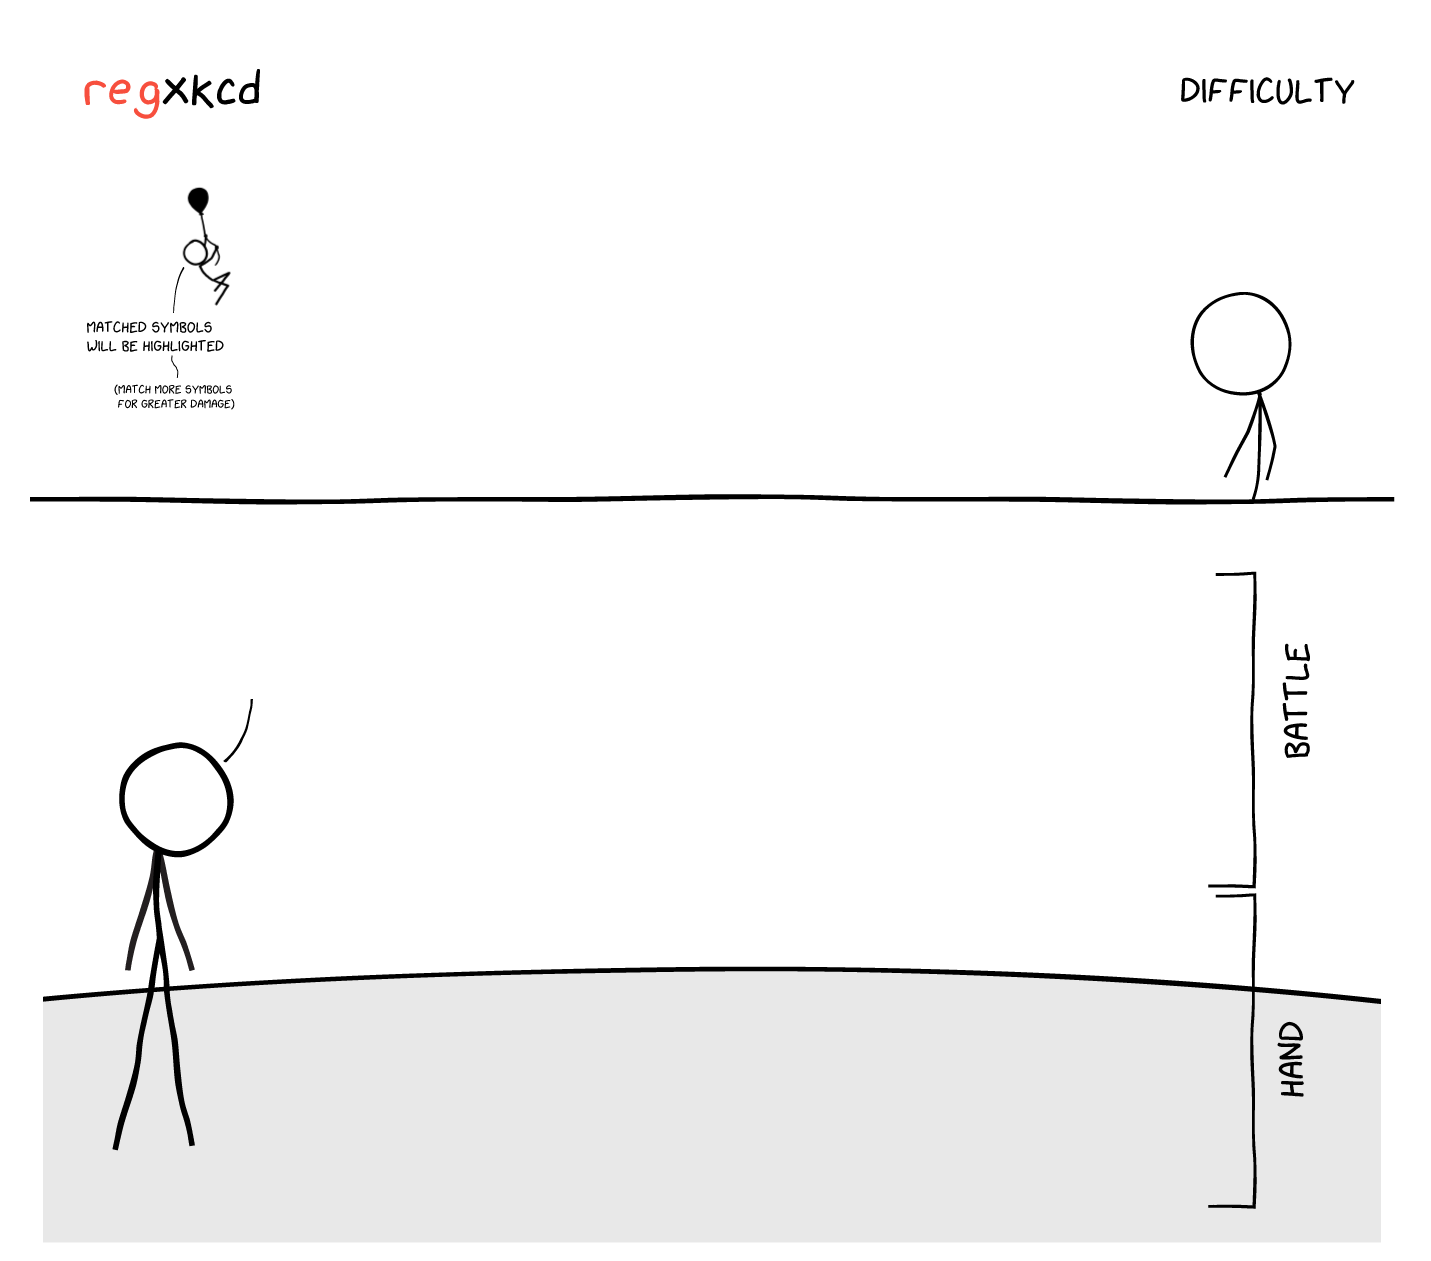 regxkcd
DIFFICULTY
MATCHED SYMBOLS
WILL BE HIGHLIGHTED
(MATCH MORE SYMBOLS
FOR GREATER DAMAGE)
BATTLE
HAND